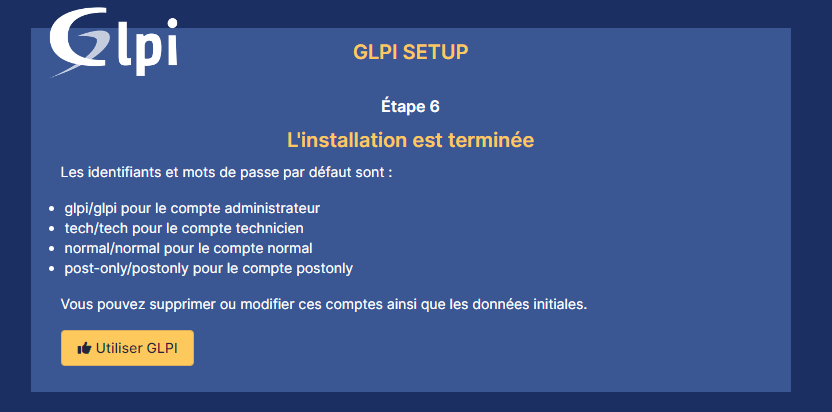 Glpi
GLPI SETUP
Étape 6
L'installation est terminée
Les identifiants et mots de passe par défaut sont :
glpi/glpi pour le compte administrateur
tech/tech pour le compte technicien
normal/normal pour le compte normal
post-only/postonly pour le compte postonly
Vous pouvez supprimer ou modifier ces comptes ainsi que les données initiales.
Utiliser GLPI